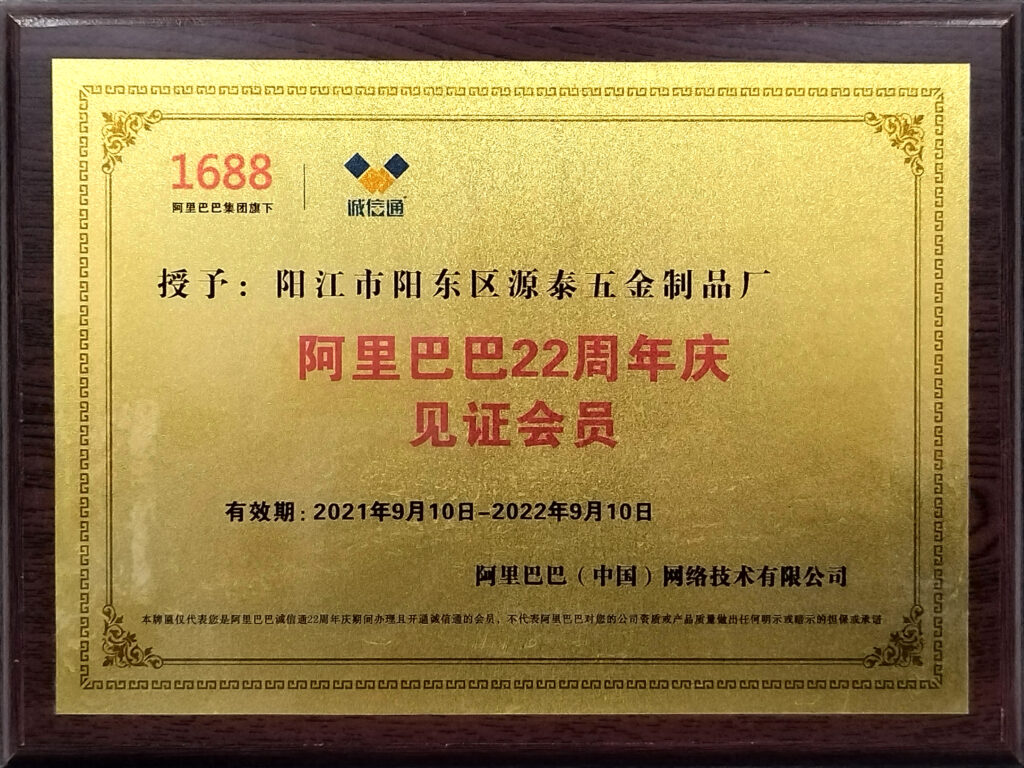 1688
阿里巴巴集团旗下
诚信通
授予：阳江市阳东区源泰五金制品厂
阿里巴巴22周年庆
见证会员
有效期：2021年9月10日-2022年9月10日
阿里巴巴（中国）网络技术有限公司
本牌匾仅代表您是阿里巴巴诚信通22周年庆期间办理且开通诚信通的会员，不代表阿里巴巴对您的公司资质或产品质量做出任何明示或暗示的担保或承诺